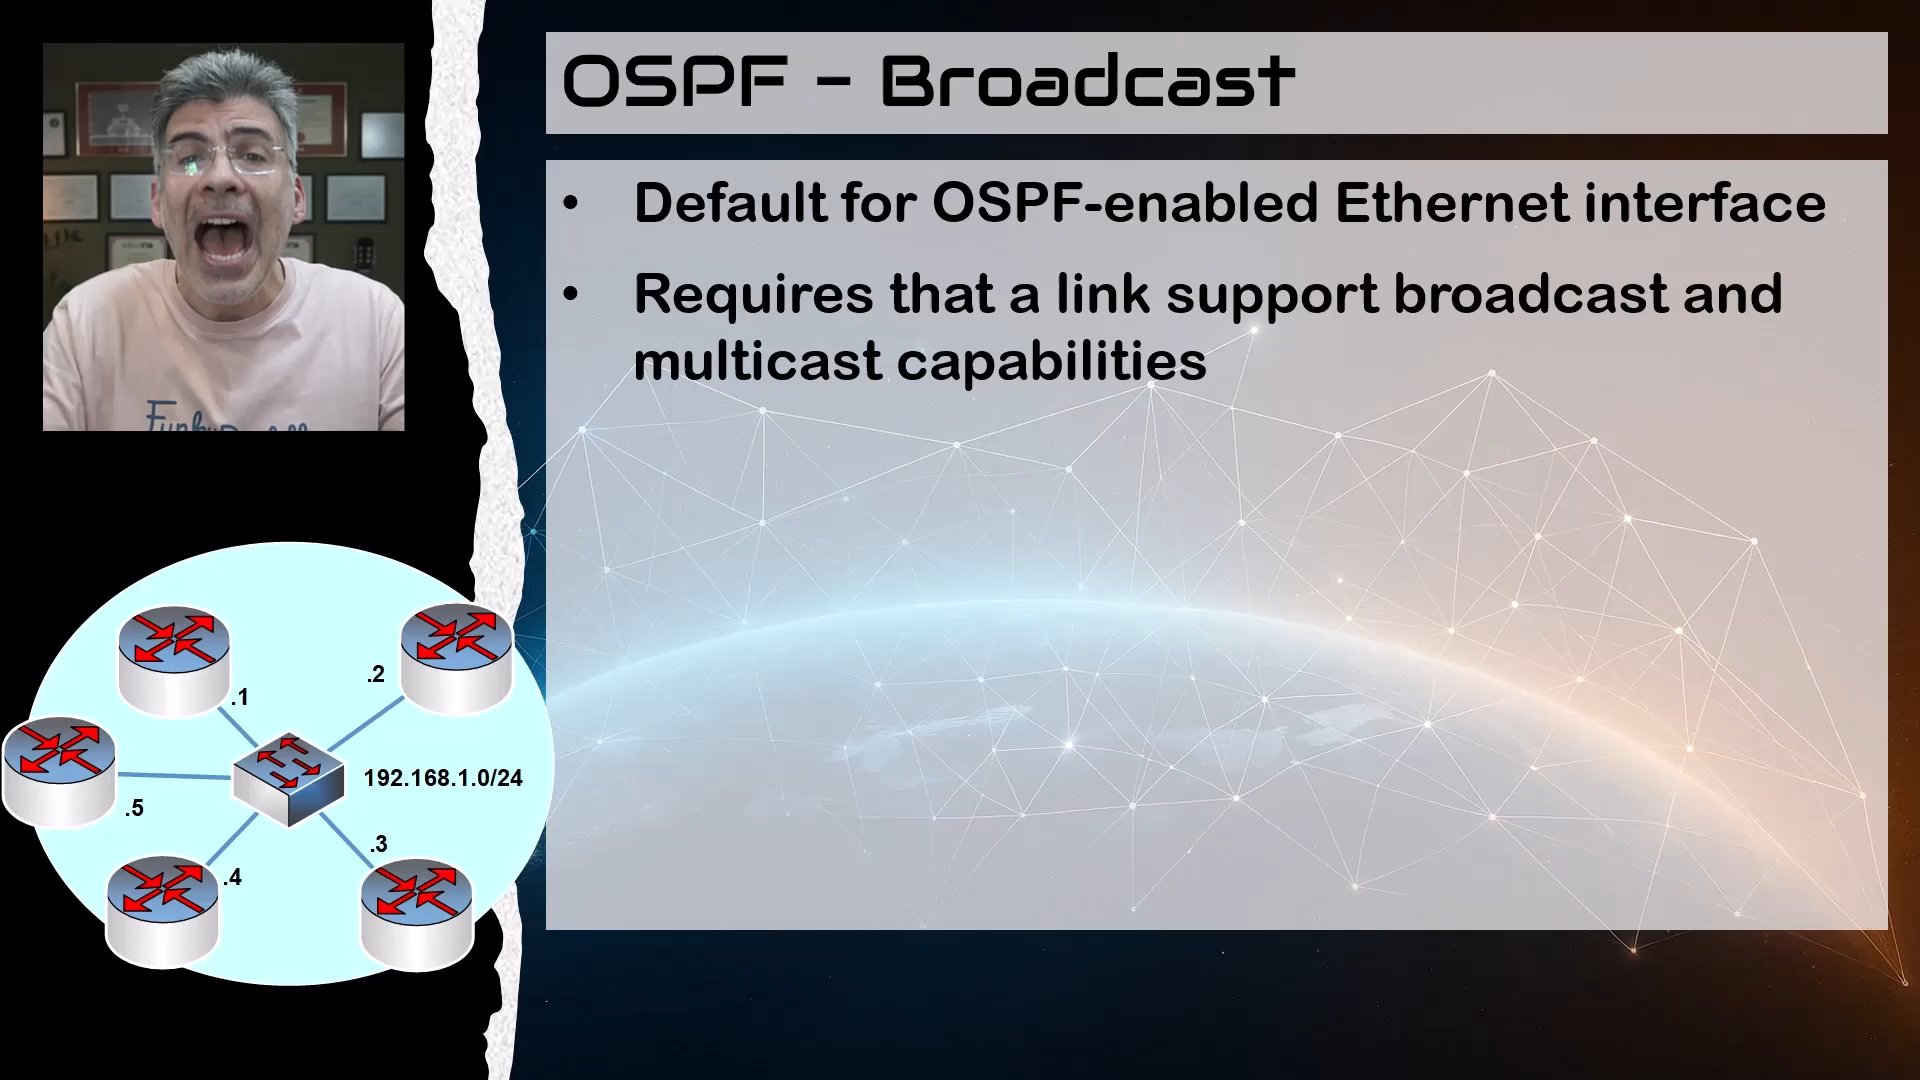 OSPF - Broadcast
• Default for OSPF-enabled Ethernet interface
• Requires that a link support broadcast and
multicast capabilities
.1
.2
192.168.1.0/24
.5
.3
.4